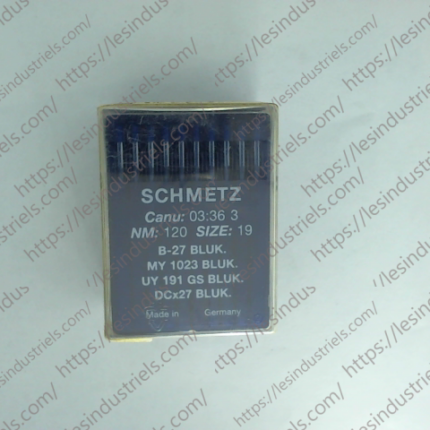 SCHMETZ
Canu: 03:36 3
NM: 120 SIZE: 19
B-27 BLUK.
MY 1023 BLUK.
UY 191 GS BLUK.
DCx27 BLUK.
Made in Germany
https://lesindustriels.com/